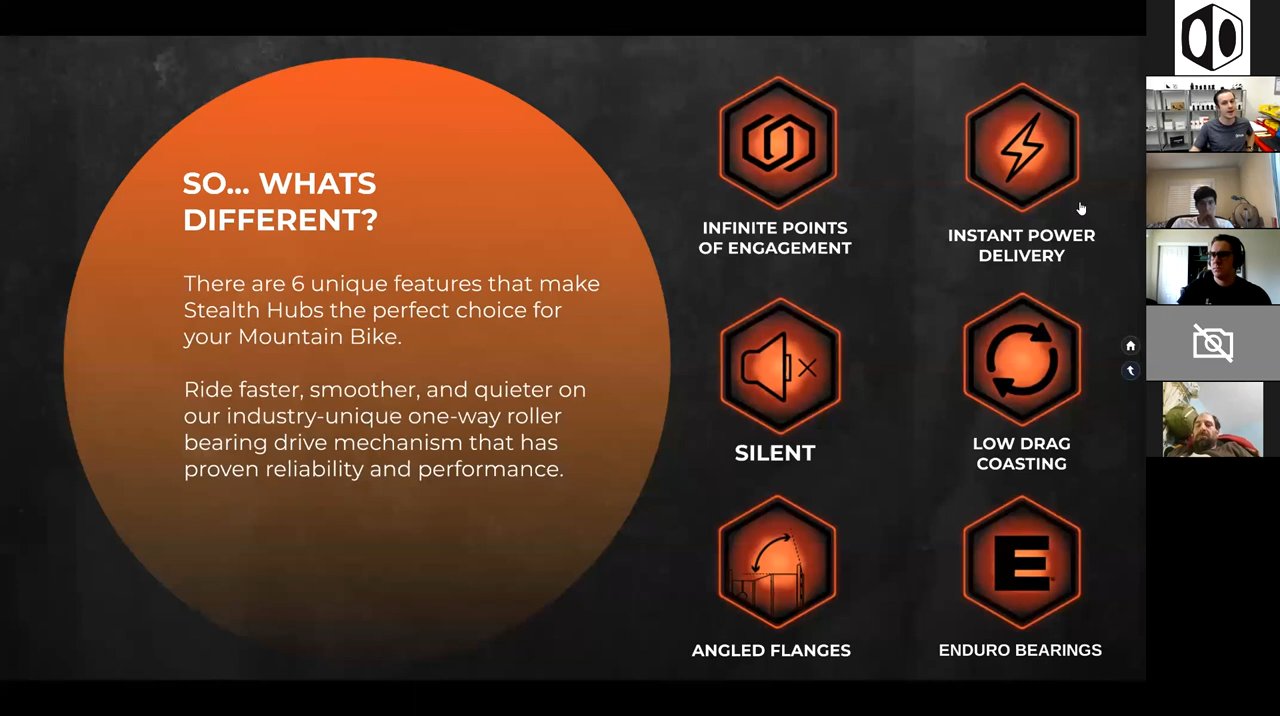 SO... WHATS
DIFFERENT?
There are 6 unique features that make
Stealth Hubs the perfect choice for
your Mountain Bike.
Ride faster, smoother, and quieter on
our industry-unique one-way roller
bearing drive mechanism that has
proven reliability and performance.
INFINITE POINTS
OF ENGAGEMENT
INSTANT POWER
DELIVERY
SILENT
LOW DRAG
COASTING
ANGLED FLANGES
E
ENDURO BEARINGS